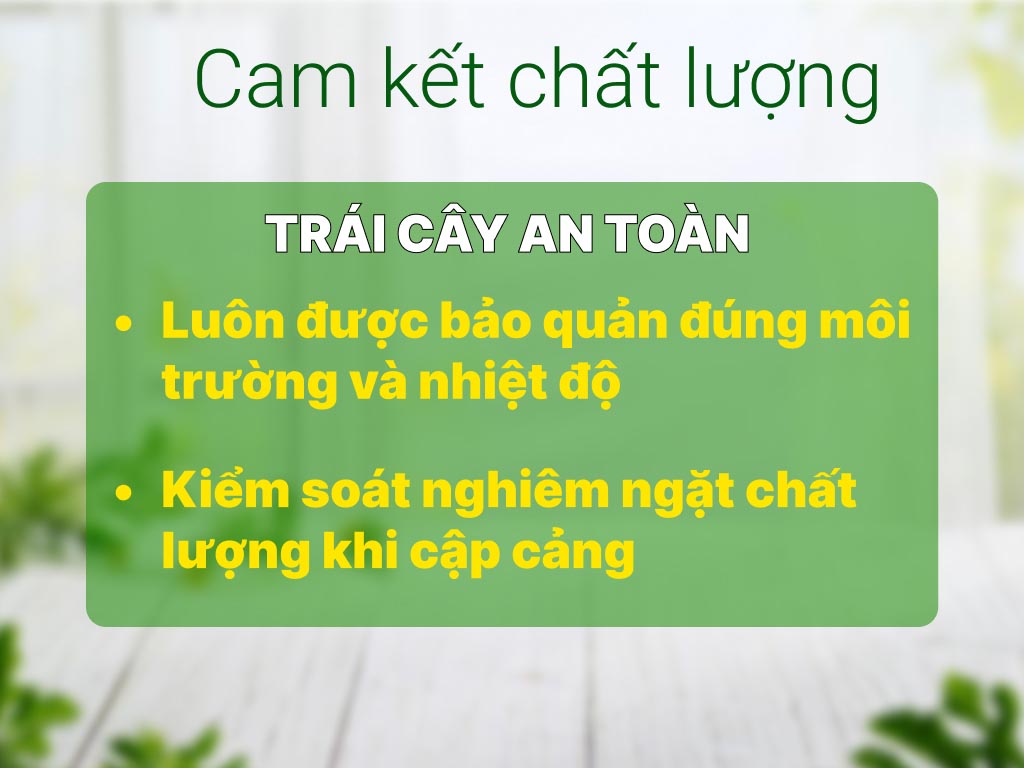 Cam kết chất lượng
TRÁI CÂY AN TOÀN
• Luôn được bảo quản đúng môi
trường và nhiệt độ
• Kiểm soát nghiêm ngặt chất
lượng khi cập cảng